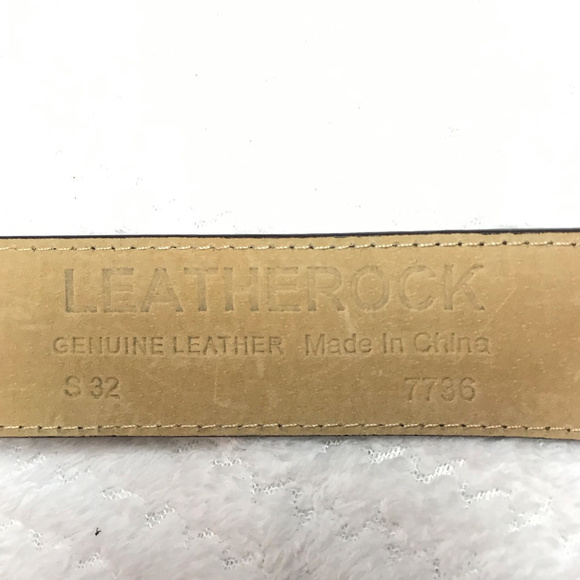 LEATHEROCK
GENUINE LEATHER Made In China
S 32 7736